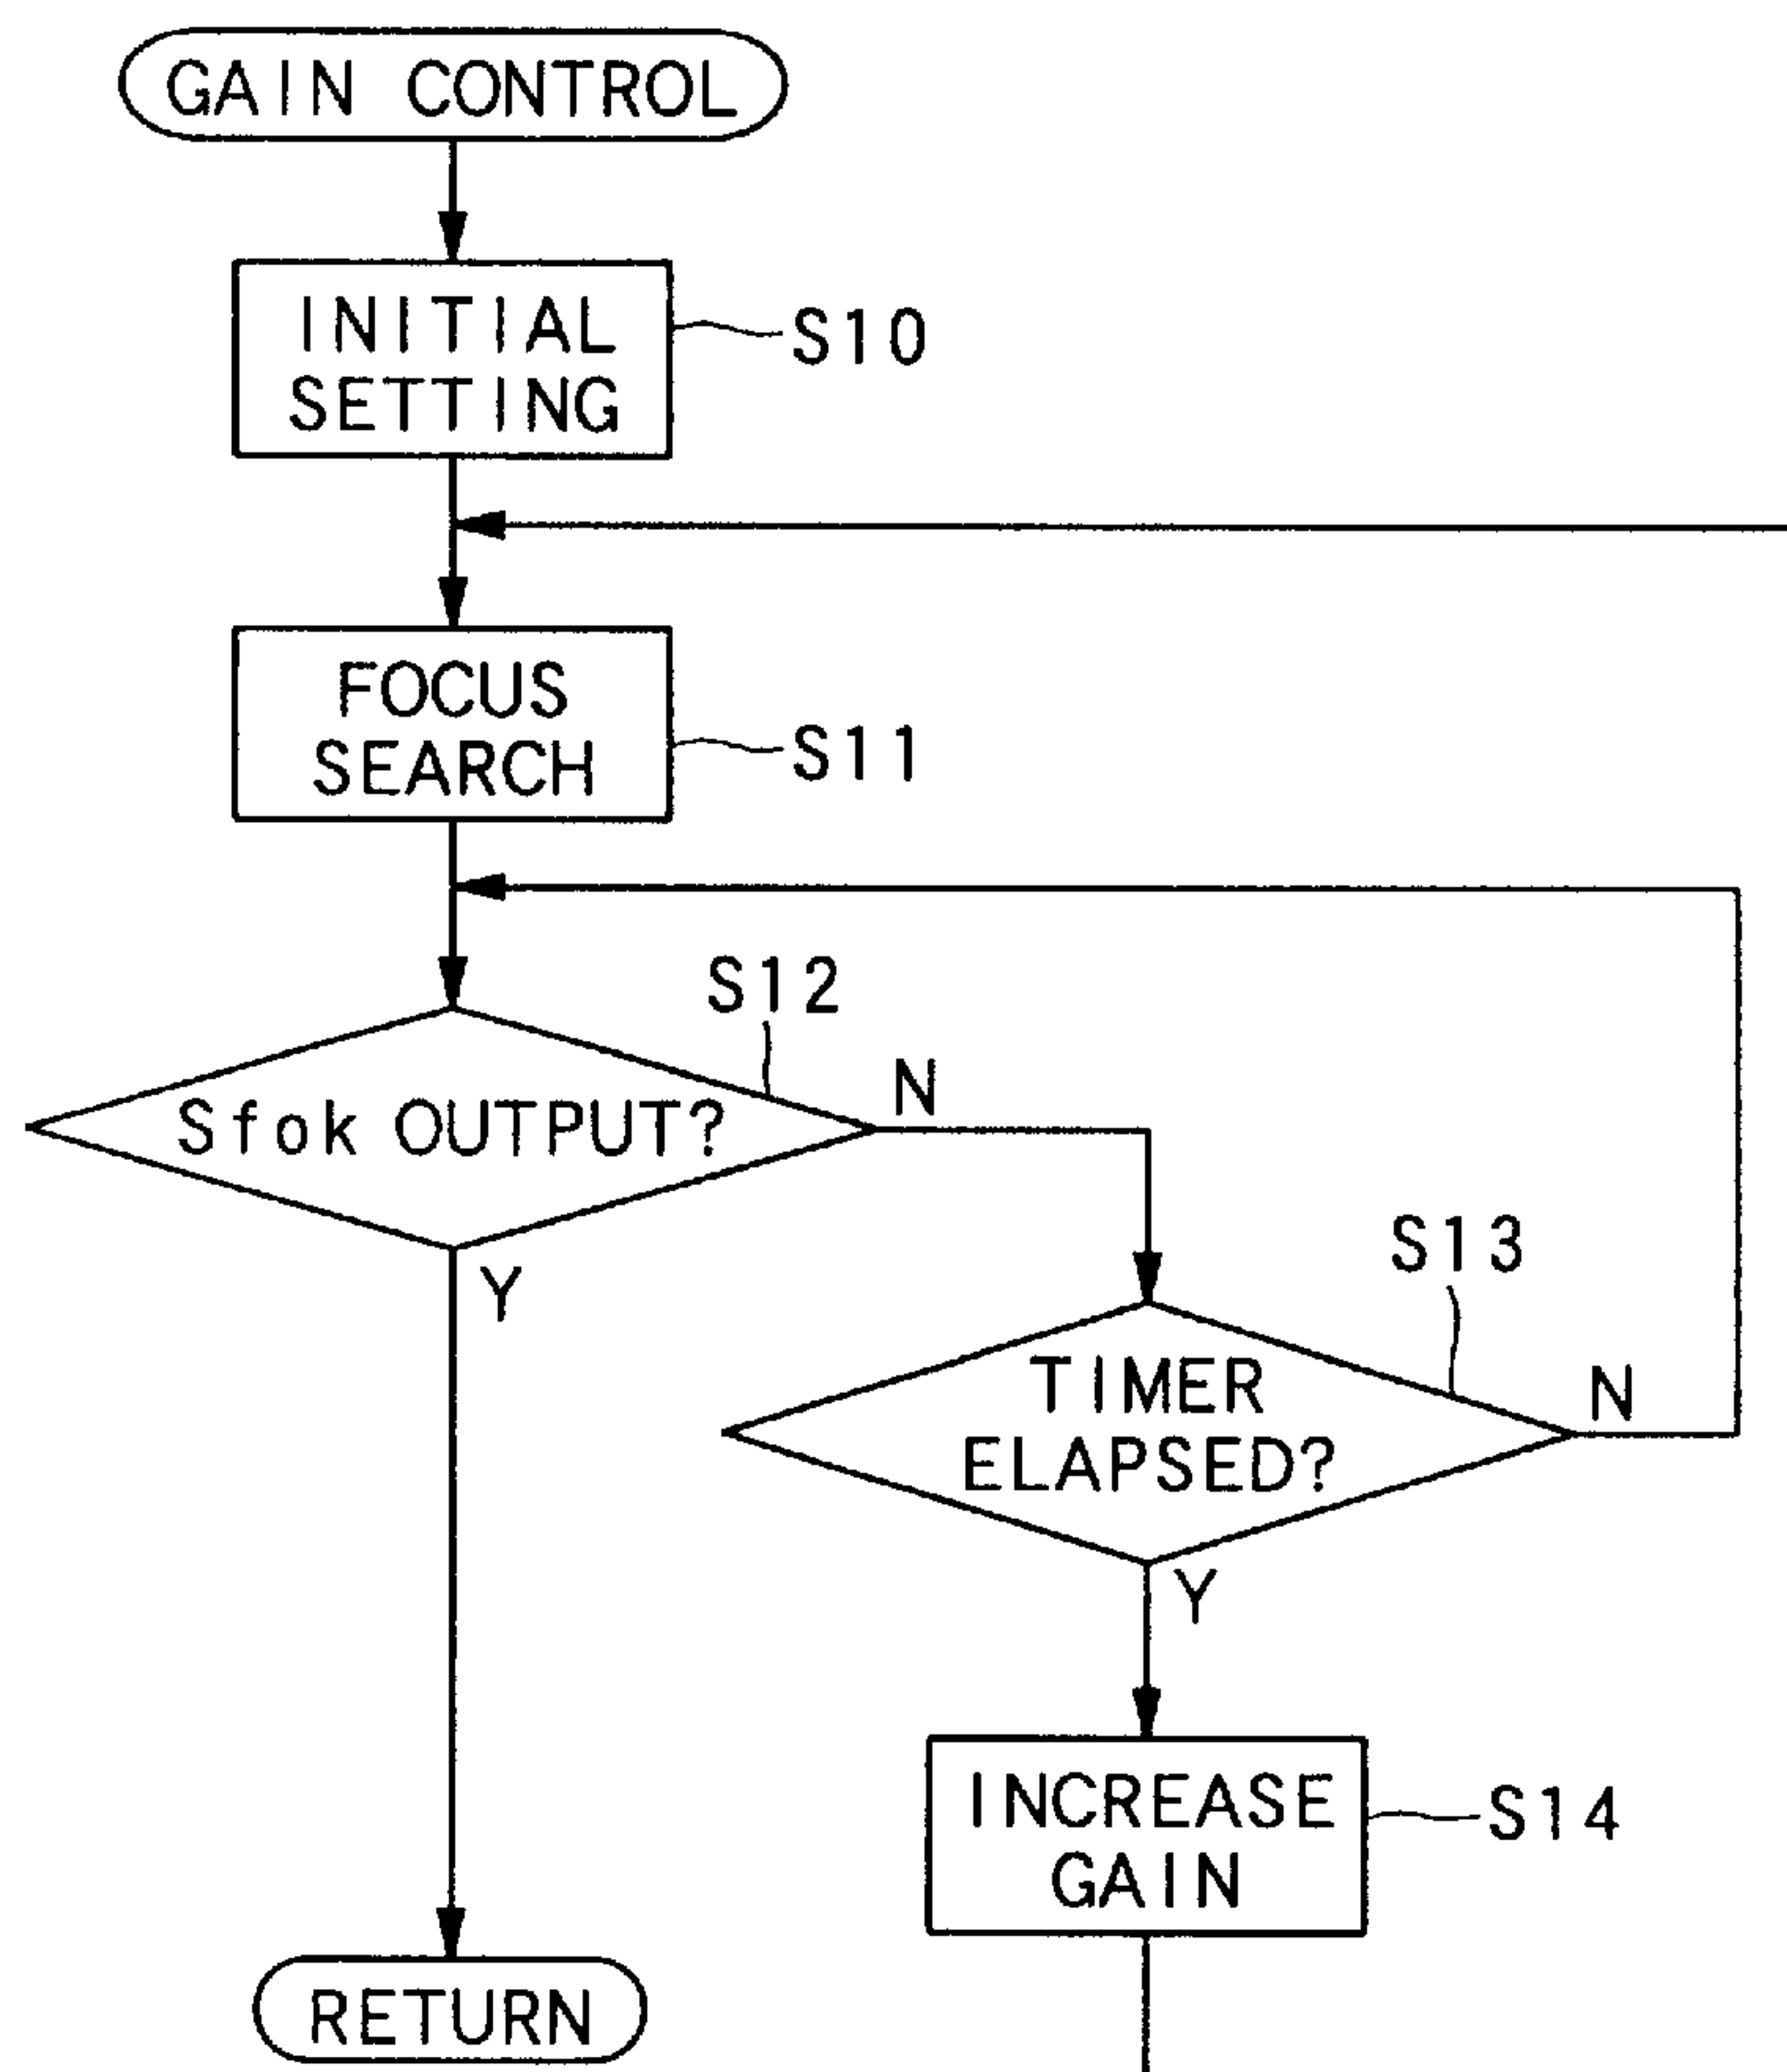 GAIN CONTROL
INITIAL
SETTING
S10
FOCUS
SEARCH
S11
S12
Sfok OUTPUT?
N
Y
S13
TIMER
ELAPSED?
N
Y
INCREASE
GAIN
S14
RETURN